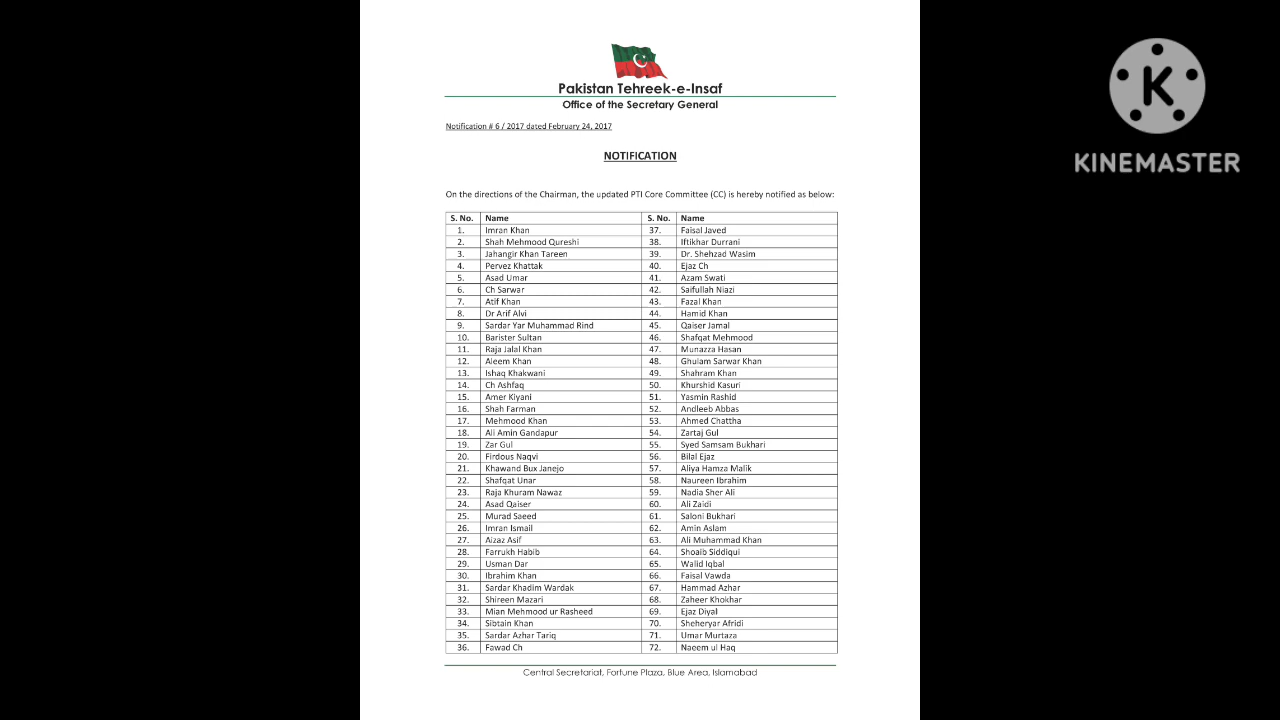 Pakistan Tehreek-e-Insaf
Office of the Secretary General
Notification # 6 / 2017 dated February 24, 2017
NOTIFICATION
On the directions of the Chairman, the updated PTI Core Committee (CC) is hereby notified as below:
S. No. Name S. No. Name
1. Imran Khan 37. Faisal Javed
2. Shah Mehmood Qureshi 38. Iftikhar Durrani
3. Jahangir Khan Tareen 39. Dr. Shehzad Wasim
4. Pervez Khattak 40. Ejaz Ch
5. Asad Umar 41. Azam Swati
6. Ch Sarwar 42. Saifullah Niazi
7. Atif Khan 43. Fazal Khan
8. Dr Arif Alvi 44. Hamid Khan
9. Sardar Yar Muhammad Rind 45. Qaiser Jamal
10. Barister Sultan 46. Shafqat Mehmood
11. Raja Jalal Khan 47. Munazza Hasan
12. Aleem Khan 48. Ghulam Sarwar Khan
13. Ishaq Khakwani 49. Shahram Khan
14. Ch Ashfaq 50. Khurshid Kasuri
15. Amer Kiyani 51. Yasmin Rashid
16. Shah Farman 52. Andleeb Abbas
17. Mehmood Khan 53. Ahmed Chattha
18. Ali Amin Gandapur 54. Zartaj Gul
19. Zar Gul 55. Syed Samsam Bukhari
20. Firdous Naqvi 56. Bilal Ejaz
21. Khawand Bux Janejo 57. Aliya Hamza Malik
22. Shafqat Unar 58. Naureen Ibrahim
23. Raja Khuram Nawaz 59. Nadia Sher Ali
24. Asad Qaiser 60. Ali Zaidi
25. Murad Saeed 61. Saloni Bukhari
26. Imran Ismail 62. Amin Aslam
27. Aizaz Asif 63. Ali Muhammad Khan
28. Farrukh Habib 64. Shoaib Siddiqui
29. Usman Dar 65. Walid Iqbal
30. Ibrahim Khan 66. Faisal Vawda
31. Sardar Khadim Wardak 67. Hammad Azhar
32. Shireen Mazari 68. Zaheer Khokhar
33. Mian Mehmood ur Rasheed 69. Ejaz Diyal
34. Sibtain Khan 70. Sheheryar Afridi
35. Sardar Azhar Tariq 71. Umar Murtaza
36. Fawad Ch 72. Naeem ul Haq
Central Secretariat, Fortune Plaza, Blue Area, Islamabad
K
KINEMASTER